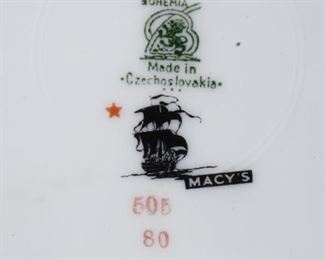 BOHEMIA
Made in
·Czechoslovakia·
MACY'S
505
80